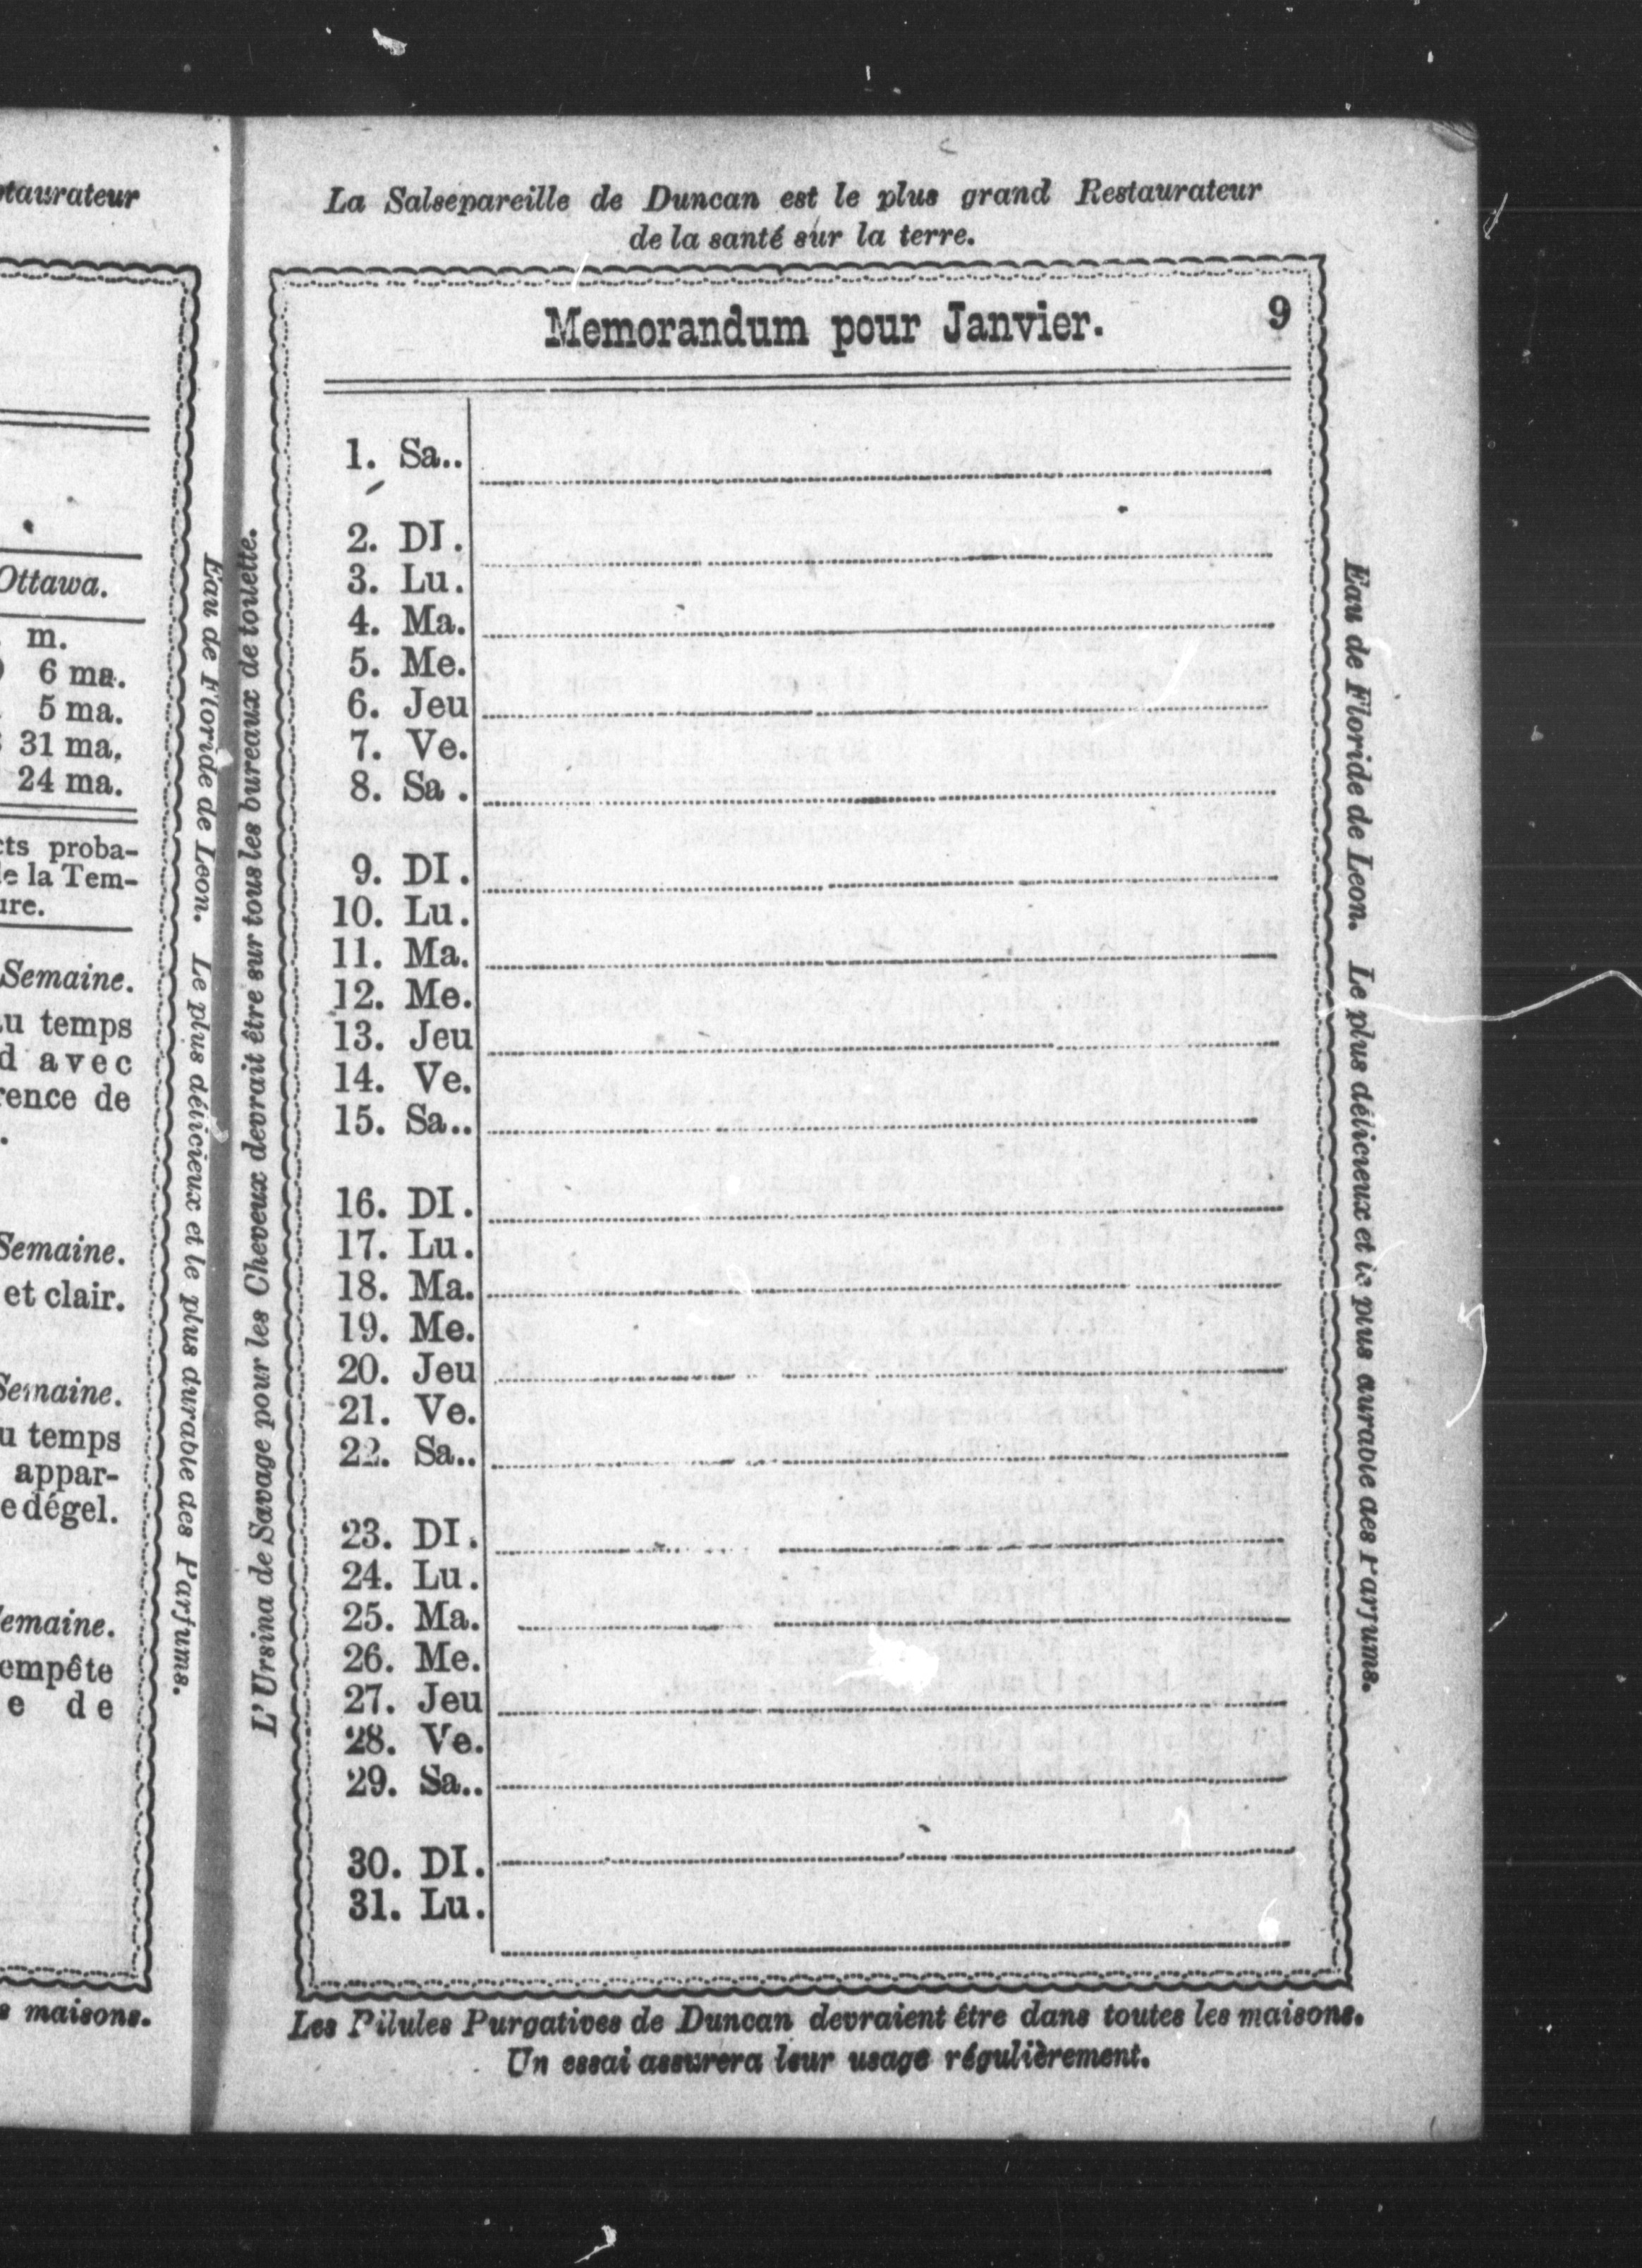 La Salsepareille de Duncan est le plus grand Restaurateur
de la santé sur la terre.
Memorandum pour Janvier. 9
1. Sa..
2. DI.
3. Lu.
4. Ma.
5. Me.
6. Jeu
7. Ve.
8. Sa .
9. DI.
10. Lu.
11. Ma.
12. Me.
13. Jeu
14. Ve.
15. Sa..
16. DI.
17. Lu.
18. Ma.
19. Me.
20. Jeu
21. Ve.
22. Sa..
23. DI.
24. Lu.
25. Ma.
26. Me.
27. Jeu
28. Ve.
29. Sa..
30. DI.
31. Lu.
Les Pilules Purgatives de Duncan devraient être dans toutes les maisons.
Un essai assurera leur usage régulièrement.
L'Ursina de Savage pour les Cheveux devrait être sur tous les bureaux de toilette.
Eau de Floride de Leon. Le plus délicieux et le plus durable des Parfums.
Eau de Floride de Leon. Le plus délicieux et le plus durable des Parfums.
Ottawa.
m.
6 ma.
5 ma.
31 ma.
24 ma.
proba-
la Tem-
Semaine.
temps
avec
de
Semaine.
et clair.
Semaine.
temps
appar-
dégel.
de
maisons.